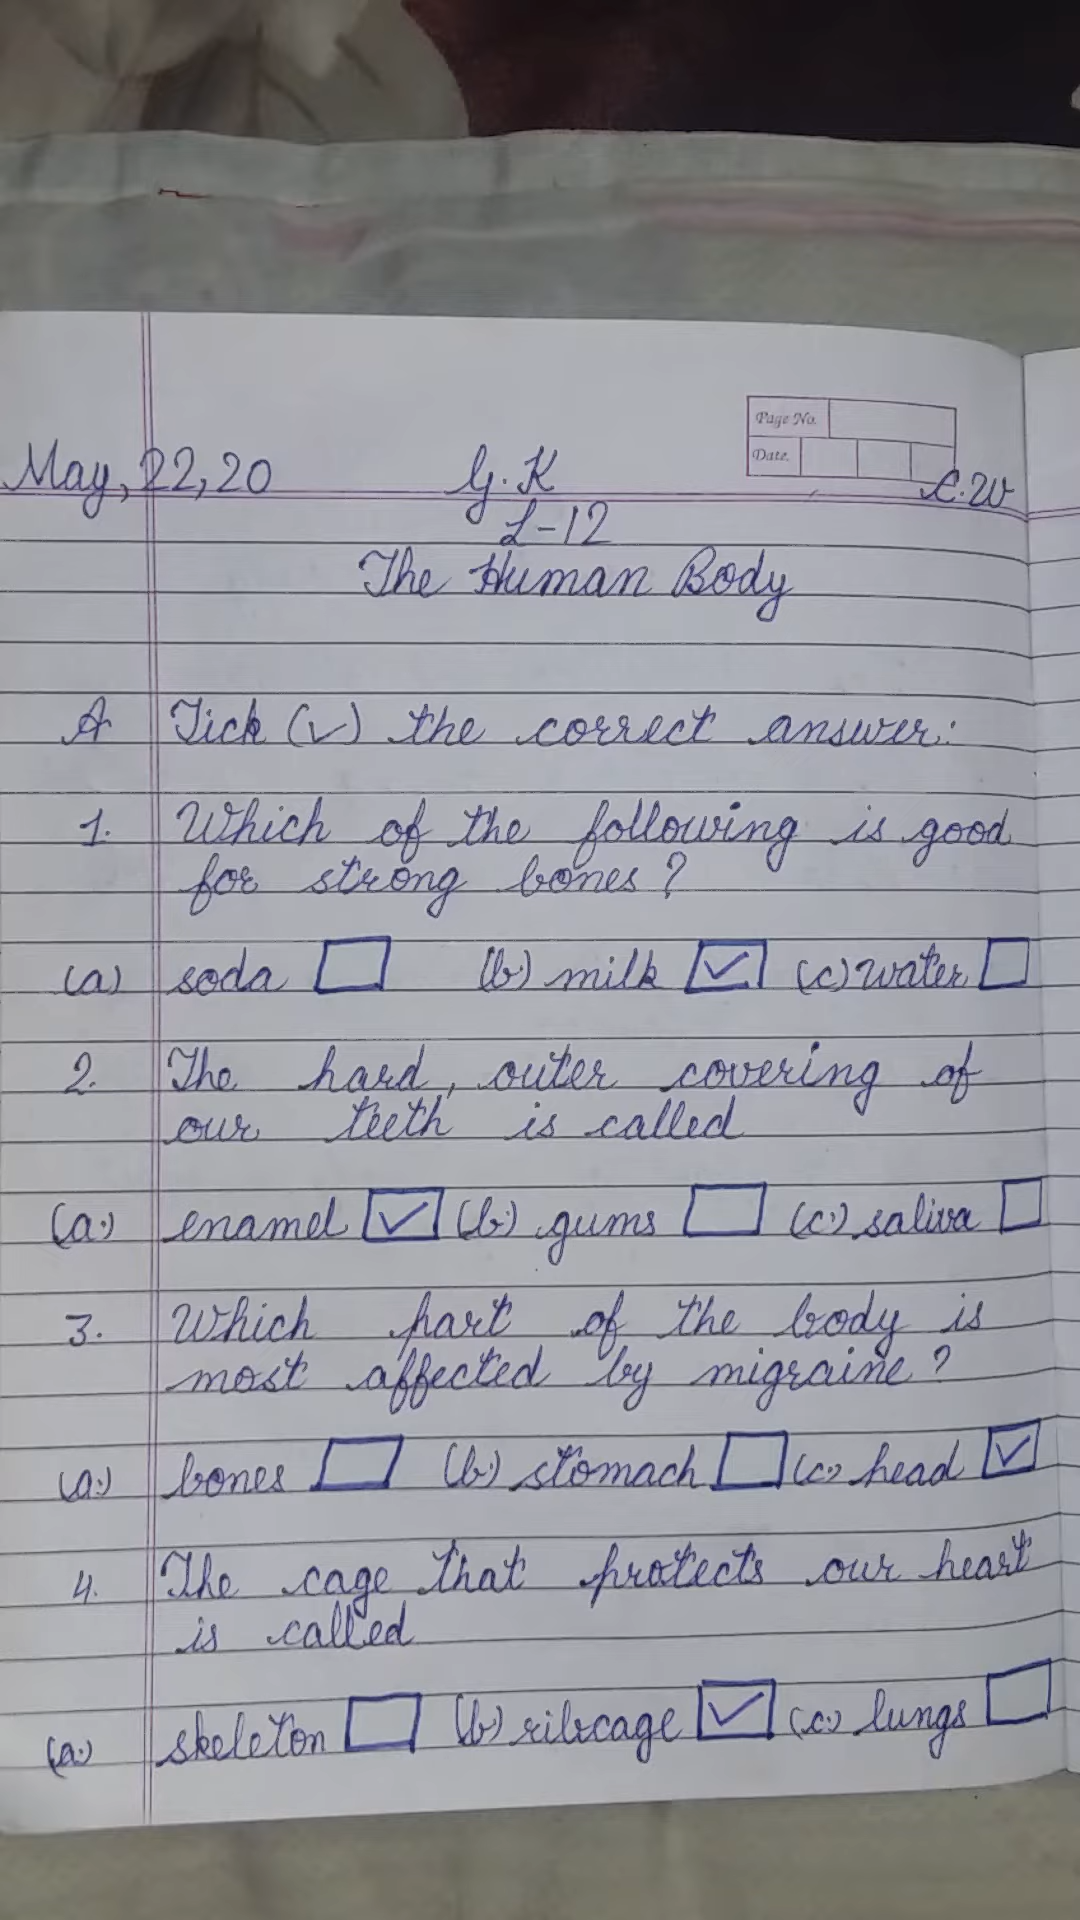 Page No.
Date.
May, 22, 20 G.K C.W
L-12
The Human Body
A Tick (✓) the correct answer:
1. Which of the following is good
for strong bones?
(a) soda ☐ (b) milk ☑ (c) water ☐
2. The hard, outer covering of
our teeth is called
(a) enamel ☑ (b) gums ☐ (c) saliva ☐
3. Which part of the body is
most affected by migraine?
(a) bones ☐ (b) stomach ☐ (c) head ☑
4. The cage that protects our heart
is called
(a) skeleton ☐ (b) ribcage ☑ (c) lungs ☐